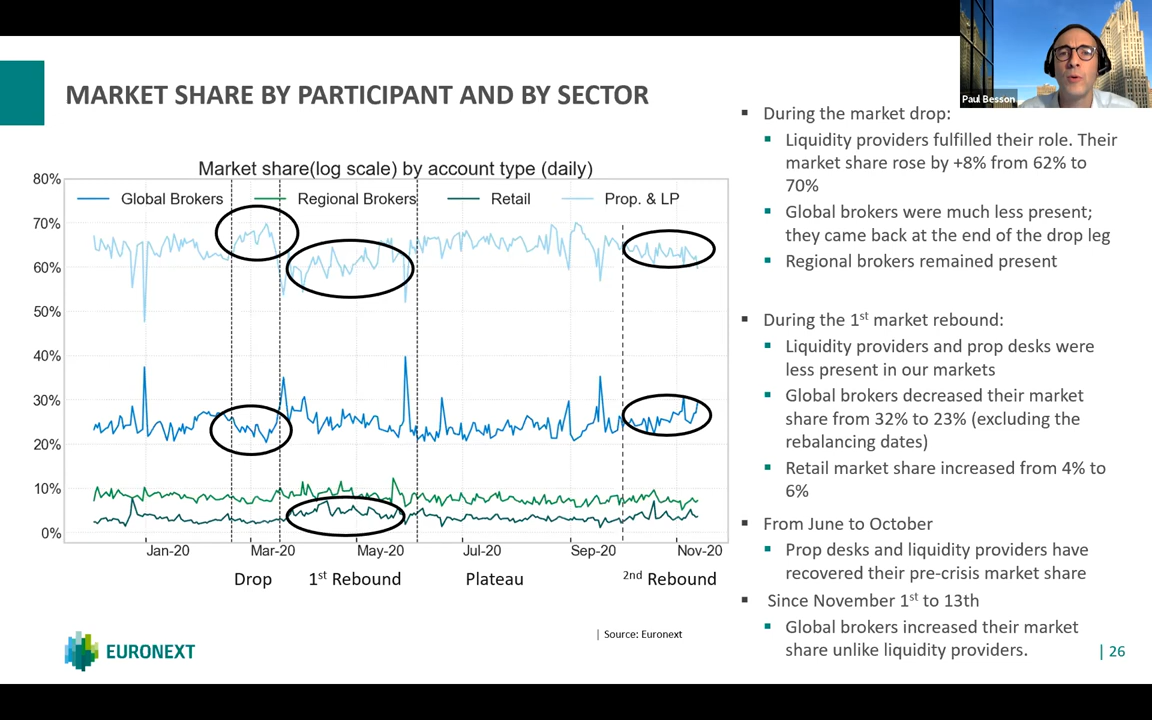 Paul Besson
MARKET SHARE BY PARTICIPANT AND BY SECTOR
Market share(log scale) by account type (daily)
Global Brokers
Regional Brokers
Retail
Prop. & LP
80%
70%
60%
50%
40%
30%
20%
10%
0%
Jan-20
Mar-20
May-20
Jul-20
Sep-20
Nov-20
Drop
1st Rebound
Plateau
2nd Rebound
| Source: Euronext
EURONEXT
▪ During the market drop:
▪ Liquidity providers fulfilled their role. Their
market share rose by +8% from 62% to
70%
▪ Global brokers were much less present;
they came back at the end of the drop leg
▪ Regional brokers remained present
▪ During the 1st market rebound:
▪ Liquidity providers and prop desks were
less present in our markets
▪ Global brokers decreased their market
share from 32% to 23% (excluding the
rebalancing dates)
▪ Retail market share increased from 4% to
6%
▪ From June to October
▪ Prop desks and liquidity providers have
recovered their pre-crisis market share
▪ Since November 1st to 13th
▪ Global brokers increased their market
share unlike liquidity providers.
| 26